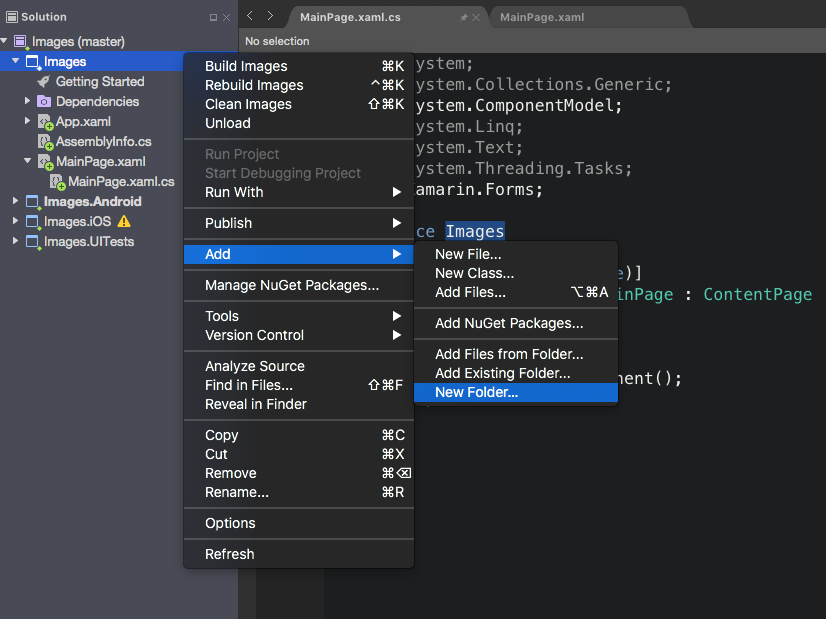 Solution
Images (master)
Images
Getting Started
Dependencies
App.xaml
AssemblyInfo.cs
MainPage.xaml
MainPage.xaml.cs
Images.Android
Images.iOS
Images.UITests
MainPage.xaml.cs
MainPage.xaml
No selection
ystem;
ystem.Collections.Generic;
ystem.ComponentModel;
ystem.Linq;
ystem.Text;
ystem.Threading.Tasks;
amarin.Forms;
ce Images
e)]
inPage : ContentPage
nent();
Build Images ⌘K
Rebuild Images ^⌘K
Clean Images ⇧⌘K
Unload
Run Project
Start Debugging Project
Run With
Publish
Add
Manage NuGet Packages...
Tools
Version Control
Analyze Source
Find in Files... ⇧⌘F
Reveal in Finder
Copy ⌘C
Cut ⌘X
Remove ⌘⌫
Rename... ⌘R
Options
Refresh
New File...
New Class...
Add Files... ⌥⌘A
Add NuGet Packages...
Add Files from Folder...
Add Existing Folder...
New Folder...